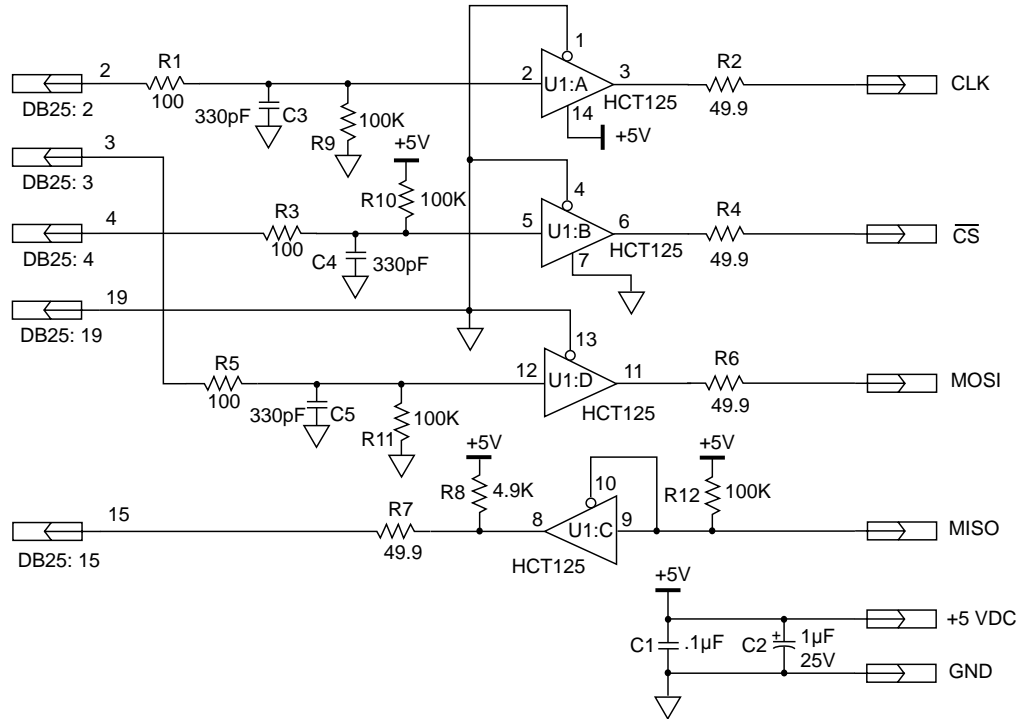 1
2
R1
2
3
R2
CLK
U1:A
DB25: 2
100
330pF
C3
14
HCT125
49.9
R9
100K
+5V
3
+5V
DB25: 3
4
R10
100K
4
R3
5
6
R4
CS
U1:B
DB25: 4
100
C4
330pF
7
HCT125
49.9
19
DB25: 19
13
R5
12
11
R6
MOSI
U1:D
100
330pF
C5
HCT125
49.9
R11
100K
+5V
+5V
10
R8
4.9K
R12
100K
15
R7
8
9
MISO
U1:C
DB25: 15
49.9
HCT125
+5V
+5 VDC
C1
.1µF
C2
+
1µF
25V
GND